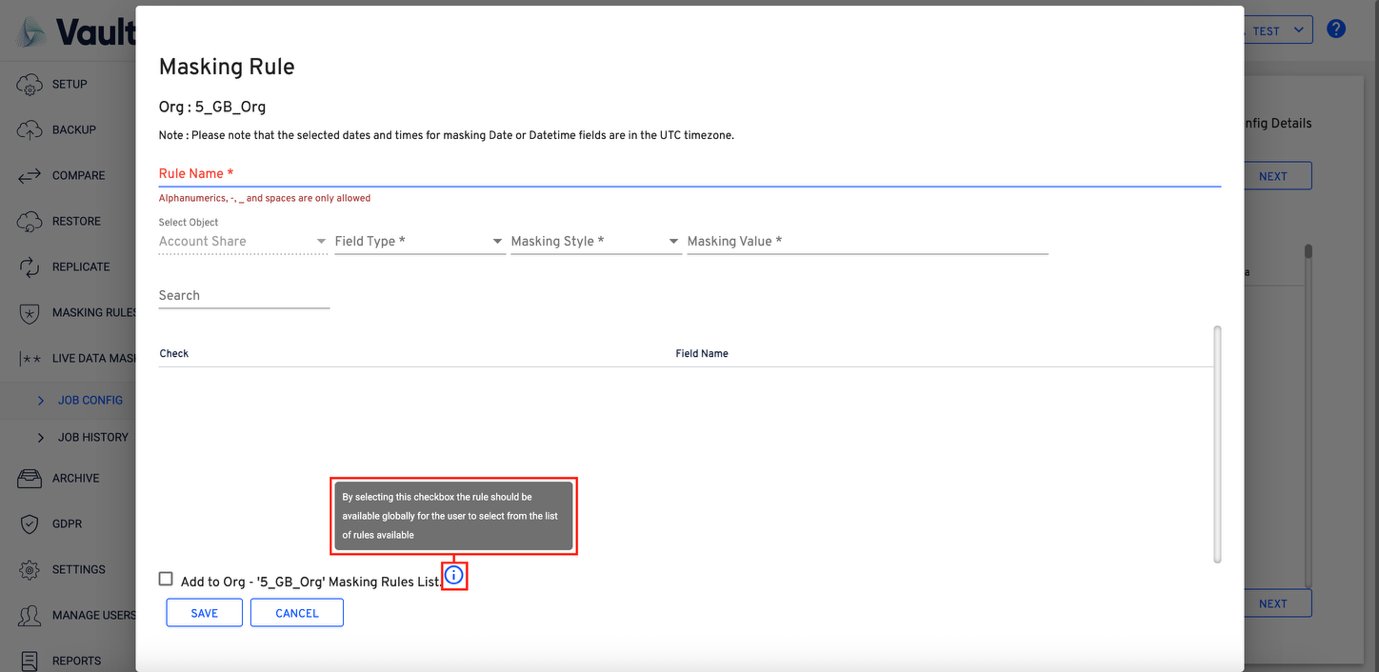 Vault
TEST
?
SETUP
BACKUP
COMPARE
RESTORE
REPLICATE
MASKING RULES
LIVE DATA MAS
JOB CONFIG
JOB HISTORY
ARCHIVE
GDPR
SETTINGS
MANAGE USERS
REPORTS
Masking Rule
Org : 5_GB_Org
Note : Please note that the selected dates and times for masking Date or Datetime fields are in the UTC timezone.
Rule Name *
Alphanumerics, -, _ and spaces are only allowed
Select Object
Account Share
Field Type *
Masking Style *
Masking Value *
Search
Check
Field Name
By selecting this checkbox the rule should be
available globally for the user to select from the list
of rules available
Add to Org - '5_GB_Org' Masking Rules List.
SAVE
CANCEL
nfig Details
NEXT
a
NEXT